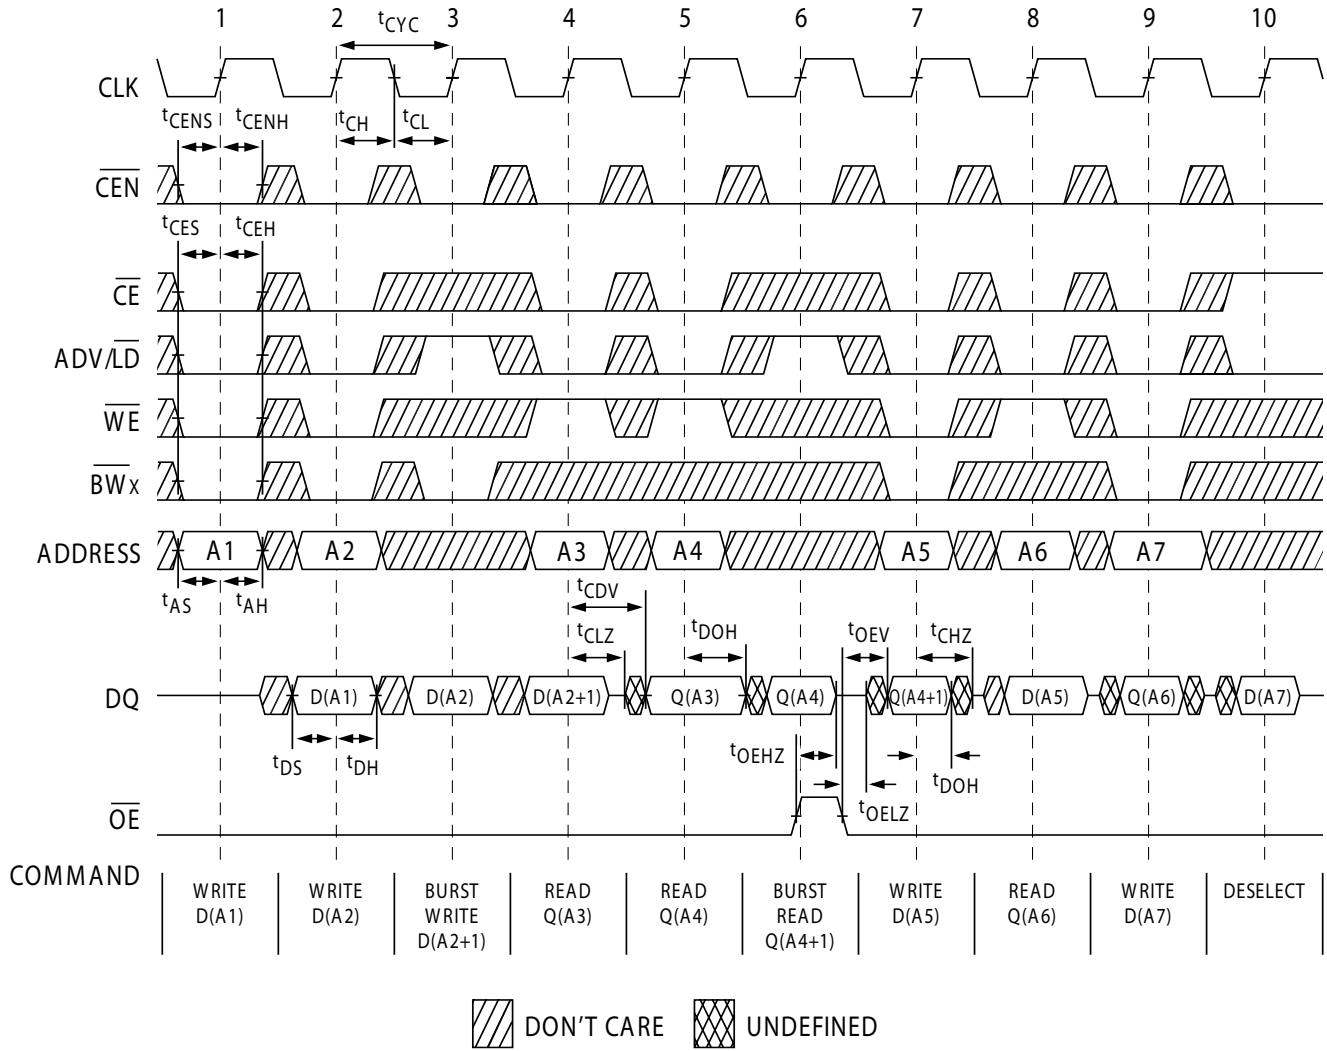 1 2 3 4 5 6 7 8 9 10
tCYC
CLK
tCENS tCENH tCH tCL
CEN
tCES tCEH
CE
ADV/LD
WE
BWx
ADDRESS A1 A2 A3 A4 A5 A6 A7
tAS tAH tCDV
tCLZ tDOH tOEV tCHZ
DQ D(A1) D(A2) D(A2+1) Q(A3) Q(A4) Q(A4+1) D(A5) Q(A6) D(A7)
tDS tDH tOEHZ tDOH
tOELZ
OE
COMMAND
WRITE WRITE BURST READ READ BURST WRITE READ WRITE DESELECT
D(A1) D(A2) WRITE Q(A3) Q(A4) READ D(A5) Q(A6) D(A7)
D(A2+1) Q(A4+1)
DON'T CARE UNDEFINED